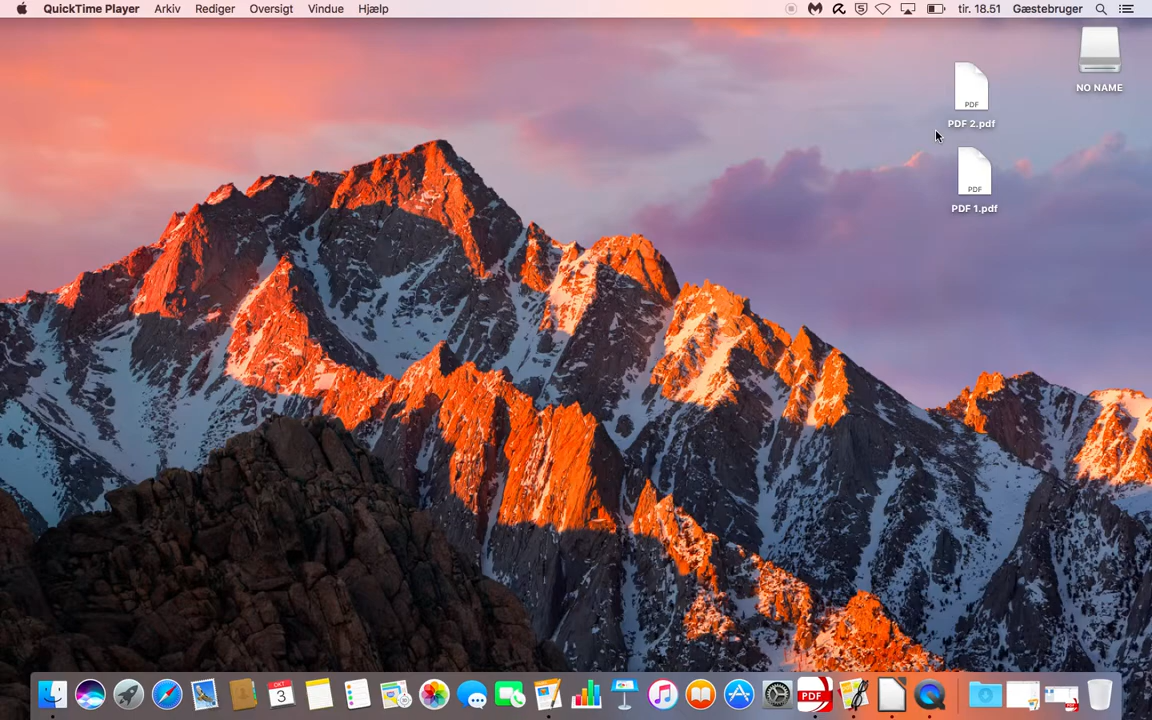 QuickTime Player Arkiv Rediger Oversigt Vindue Hjælp tir. 18.51 Gæstebruger
NO NAME
PDF
PDF 2.pdf
PDF
PDF 1.pdf
OKT
3
PDF